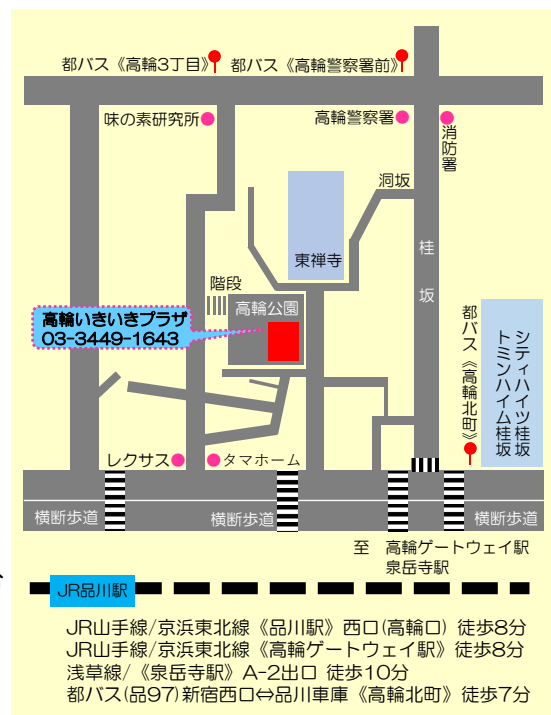 都バス《高輪3丁目》
都バス《高輪警察署前》
味の素研究所
高輪警察署
消防署
洞坂
東禅寺
桂坂
階段
高輪公園
高輪いきいきプラザ
03-3449-1643
都バス《高輪北町》
シティハイツ桂坂
トミンハイム桂坂
レクサス
タマホーム
横断歩道
横断歩道
横断歩道
至 高輪ゲートウェイ駅
泉岳寺駅
JR品川駅
JR山手線/京浜東北線《品川駅》西口(高輪口) 徒歩8分
JR山手線/京浜東北線《高輪ゲートウェイ駅》徒歩8分
浅草線/《泉岳寺駅》A-2出口 徒歩10分
都バス(品97)新宿西口⇔品川車庫《高輪北町》徒歩7分